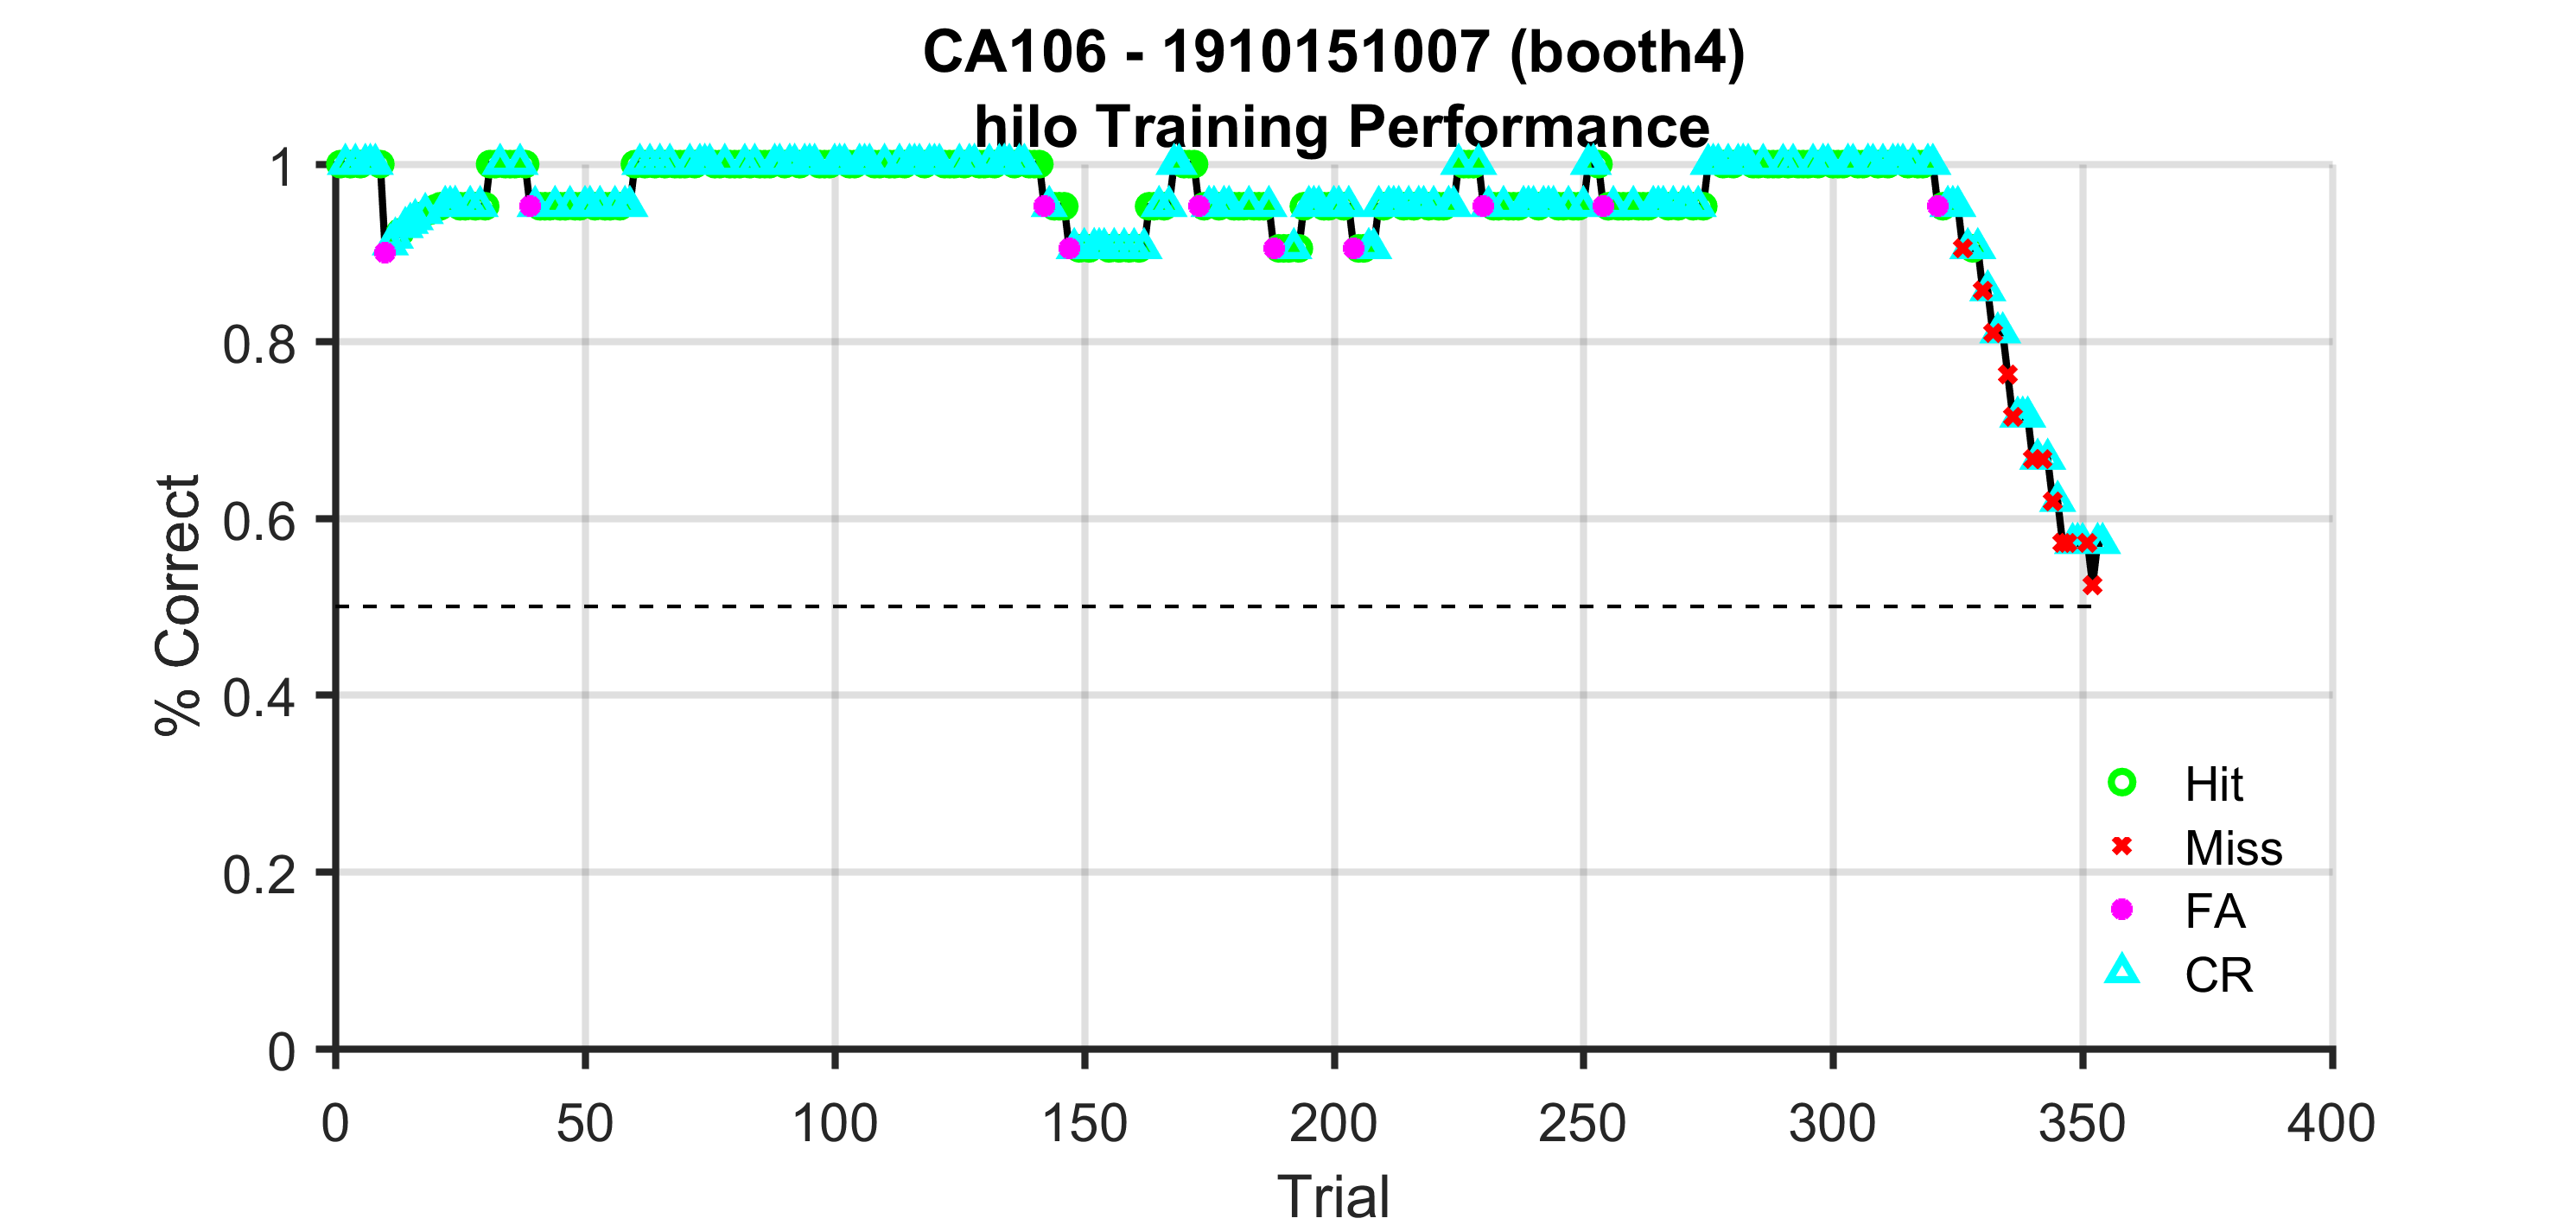 CA106 - 1910151007 (booth4)
hilo Training Performance
% Correct
1
0.8
0.6
0.4
0.2
0
0 50 100 150 200 250 300 350 400
Trial
Hit
Miss
FA
CR